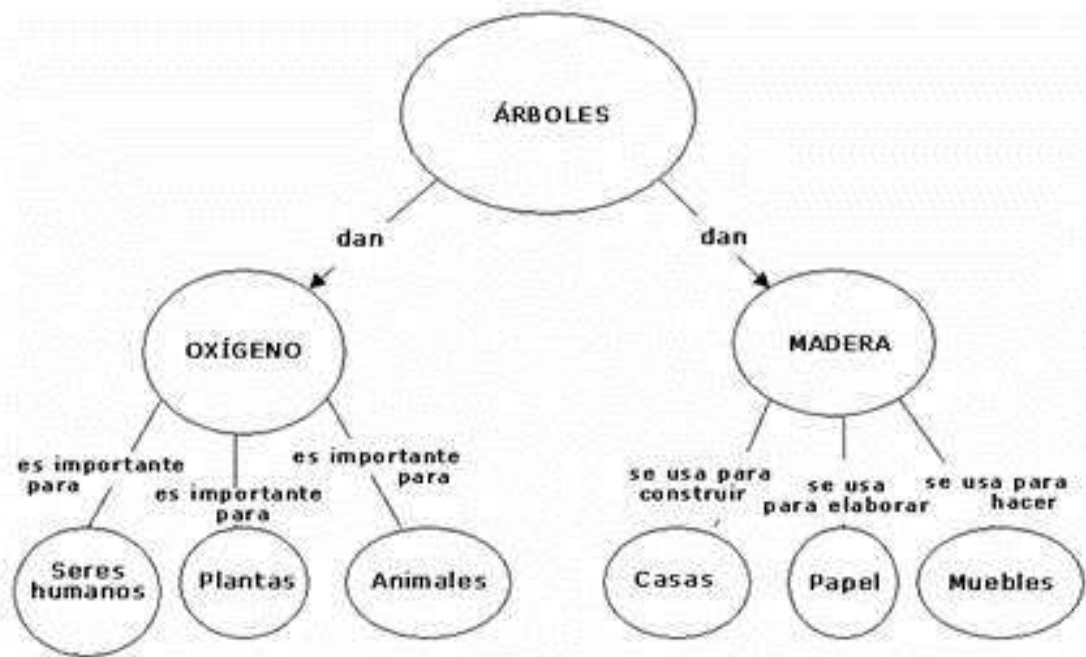 ÁRBOLES
dan
dan
OXÍGENO
MADERA
es importante
para
es importante
para
es importante
para
se usa para
construir
se usa
para elaborar
se usa para
hacer
Seres
humanos
Plantas
Animales
Casas
Papel
Muebles